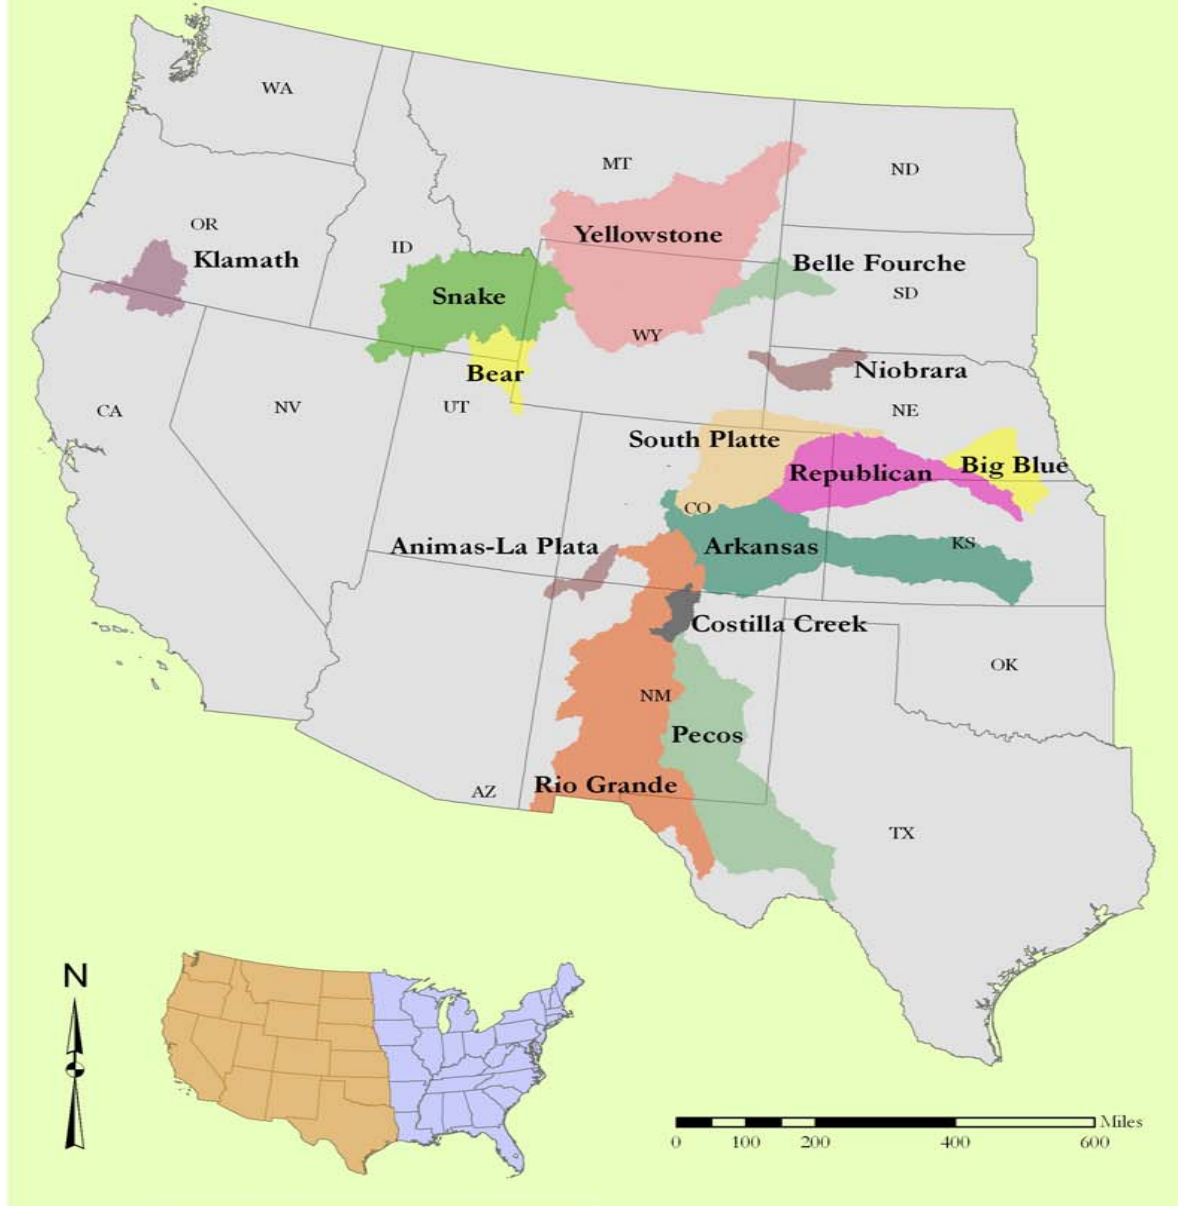 WA
MT
ND
OR
Klamath
ID
Yellowstone
Belle Fourche
SD
Snake
WY
Bear
Niobrara
CA
NV
UT
NE
South Platte
Republican
Big Blue
CO
Animas-La Plata
Arkansas
KS
Costilla Creek
OK
NM
Pecos
Rio Grande
AZ
TX
N
Miles
0 100 200 400 600